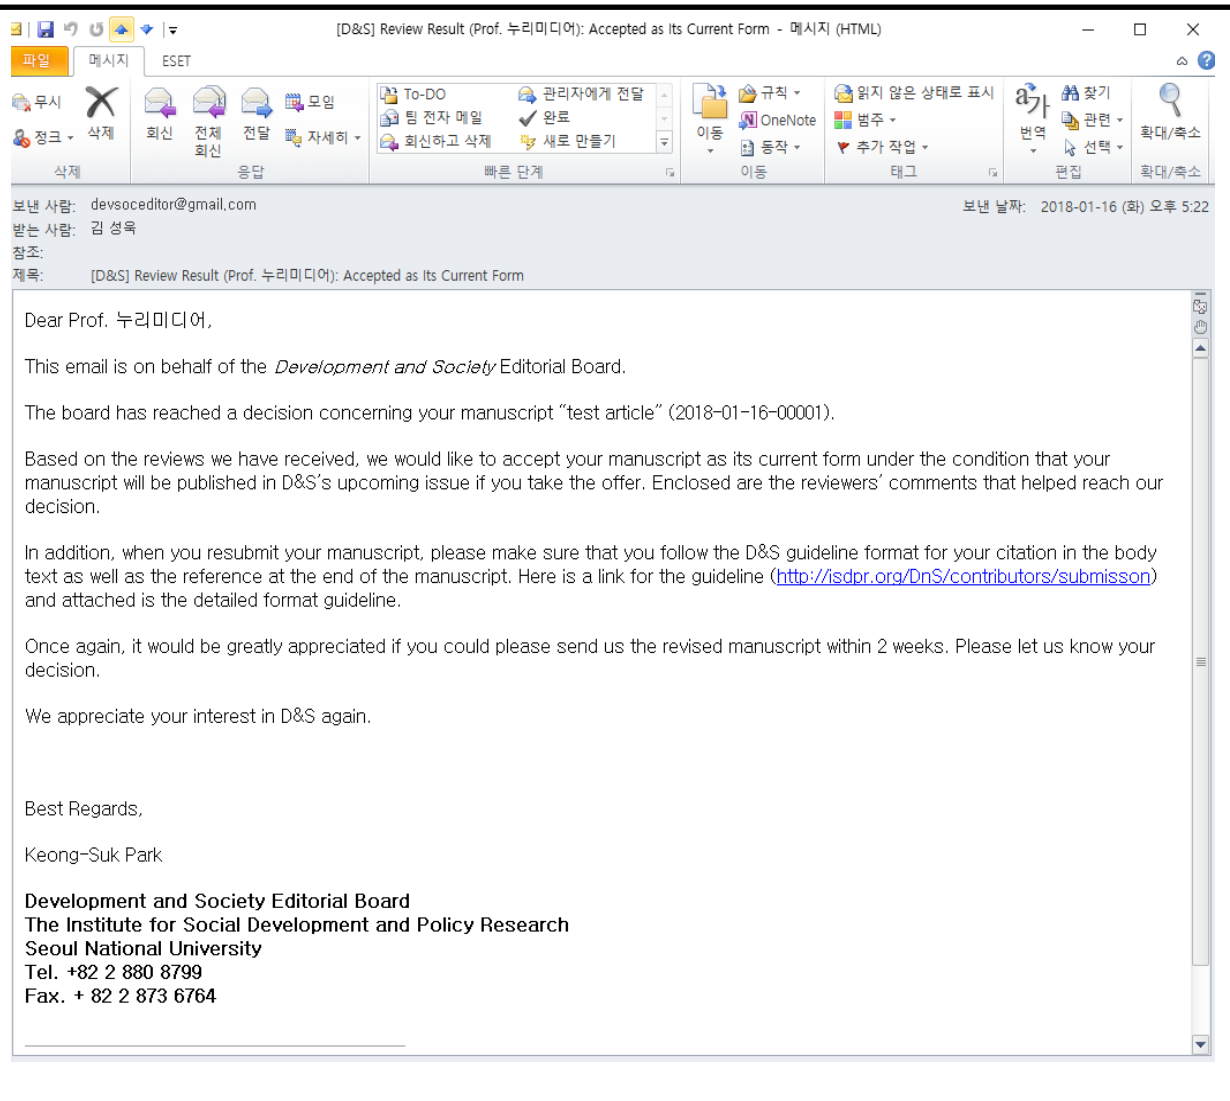 [D&S] Review Result (Prof. 누리미디어): Accepted as Its Current Form - 메시지 (HTML)
파일 메시지 ESET
무시 삭제 회신 전체 회신 전달 모임 To-DO 관리자에게 전달 이동 규칙 읽지 않은 상태로 표시 번역 찾기 확대/축소
팀 전자 메일 완료 OneNote 범주 관련
정크 자세히 회신하고 삭제 새로 만들기 동작 추가 작업 선택
삭제 응답 빠른 단계 이동 태그 편집 확대/축소
보낸 사람: devsoceditor@gmail.com 보낸 날짜: 2018-01-16 (화) 오후 5:22
받는 사람: 김 성욱
참조:
제목: [D&S] Review Result (Prof. 누리미디어): Accepted as Its Current Form
Dear Prof. 누리미디어,
This email is on behalf of the Development and Society Editorial Board.
The board has reached a decision concerning your manuscript “test article” (2018-01-16-00001).
Based on the reviews we have received, we would like to accept your manuscript as its current form under the condition that your
manuscript will be published in D&S’s upcoming issue if you take the offer. Enclosed are the reviewers’ comments that helped reach our
decision.
In addition, when you resubmit your manuscript, please make sure that you follow the D&S guideline format for your citation in the body
text as well as the reference at the end of the manuscript. Here is a link for the guideline (http://isdpr.org/DnS/contributors/submisson)
and attached is the detailed format guideline.
Once again, it would be greatly appreciated if you could please send us the revised manuscript within 2 weeks. Please let us know your
decision.
We appreciate your interest in D&S again.
Best Regards,
Keong-Suk Park
Development and Society Editorial Board
The Institute for Social Development and Policy Research
Seoul National University
Tel. +82 2 880 8799
Fax. + 82 2 873 6764